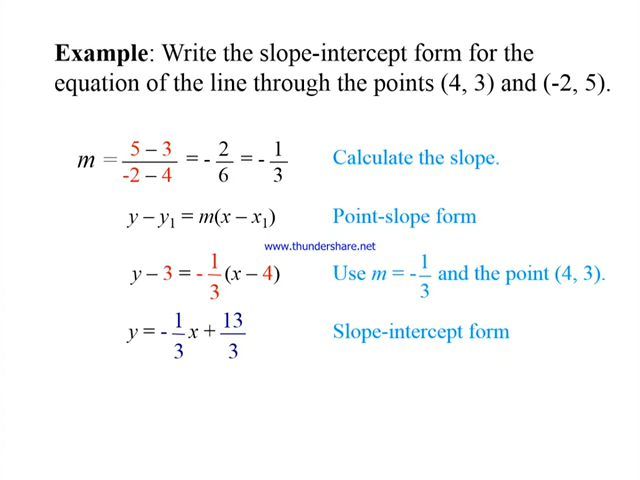 Example: Write the slope-intercept form for the
equation of the line through the points (4, 3) and (-2, 5).
m = (5 – 3)/(-2 – 4) = - 2/6 = - 1/3 Calculate the slope.
y – y₁ = m(x – x₁) Point-slope form
www.thundershare.net
y – 3 = - 1/3 (x – 4) Use m = - 1/3 and the point (4, 3).
y = - 1/3 x + 13/3 Slope-intercept form